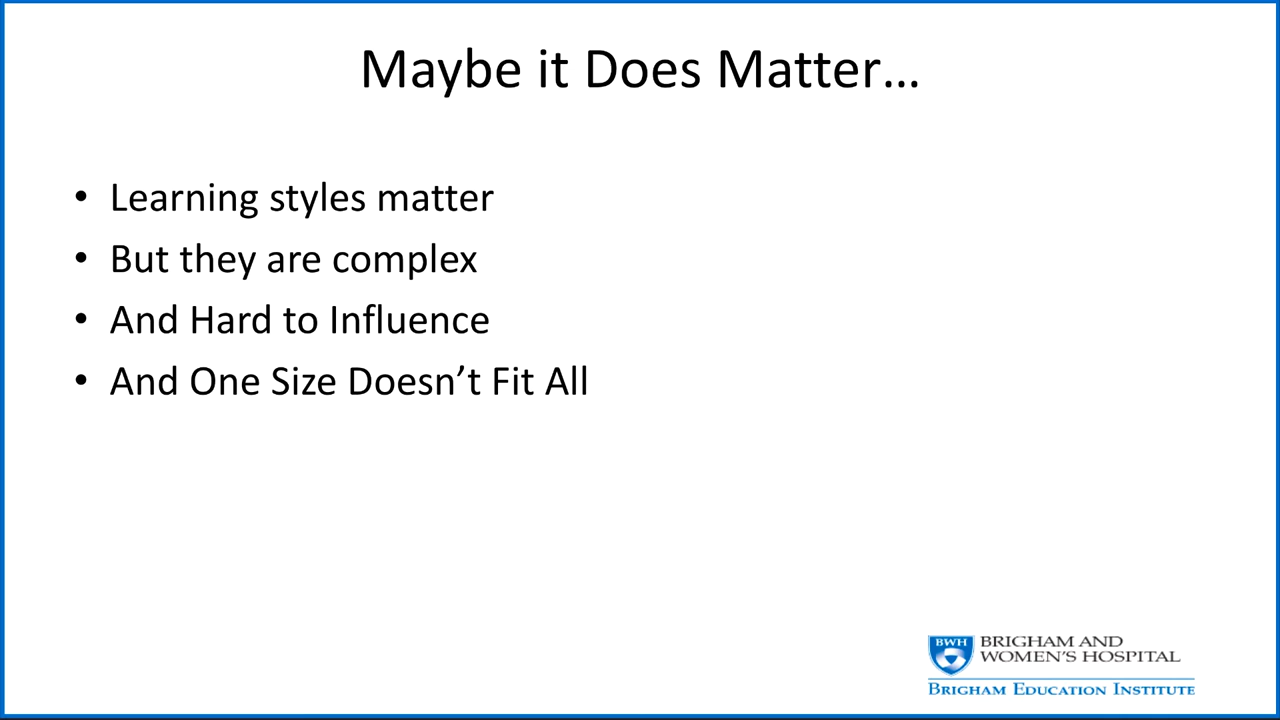 Maybe it Does Matter…
• Learning styles matter
• But they are complex
• And Hard to Influence
• And One Size Doesn’t Fit All
BWH
BRIGHAM AND
WOMEN’S HOSPITAL
BRIGHAM EDUCATION INSTITUTE